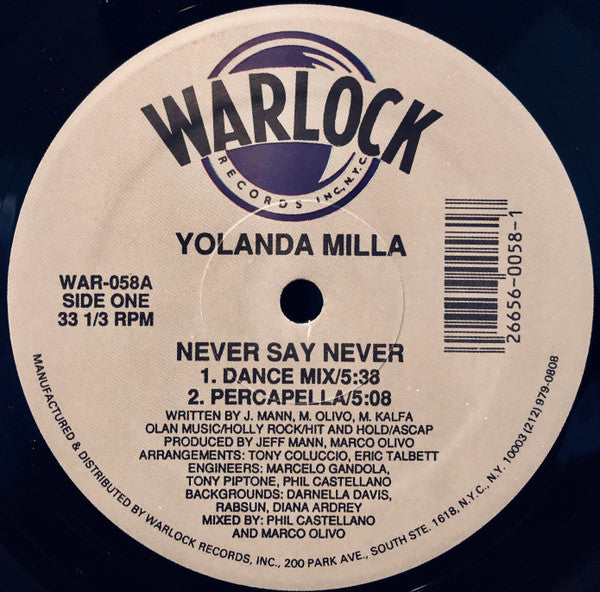 WARLOCK
RECORDS INC, N.Y.C.
YOLANDA MILLA
WAR-058A
SIDE ONE
33 1/3 RPM
26656-0058-1
NEVER SAY NEVER
1. DANCE MIX/5:38
2. PERCAPELLA/5:08
WRITTEN BY J. MANN, M. OLIVO, M. KALFA
OLAN MUSIC/HOLLY ROCK/HIT AND HOLD/ASCAP
PRODUCED BY JEFF MANN, MARCO OLIVO
ARRANGEMENTS: TONY COLUCCIO, ERIC TALBETT
ENGINEERS: MARCELO GANDOLA,
TONY PIPTONE, PHIL CASTELLANO
BACKGROUNDS: DARNELLA DAVIS,
RABSUN, DIANA ARDREY
MIXED BY: PHIL CASTELLANO
AND MARCO OLIVO
MANUFACTURED & DISTRIBUTED BY WARLOCK RECORDS, INC., 200 PARK AVE., SOUTH STE. 1618, N.Y.C., N.Y. 10003 (212) 979-0808